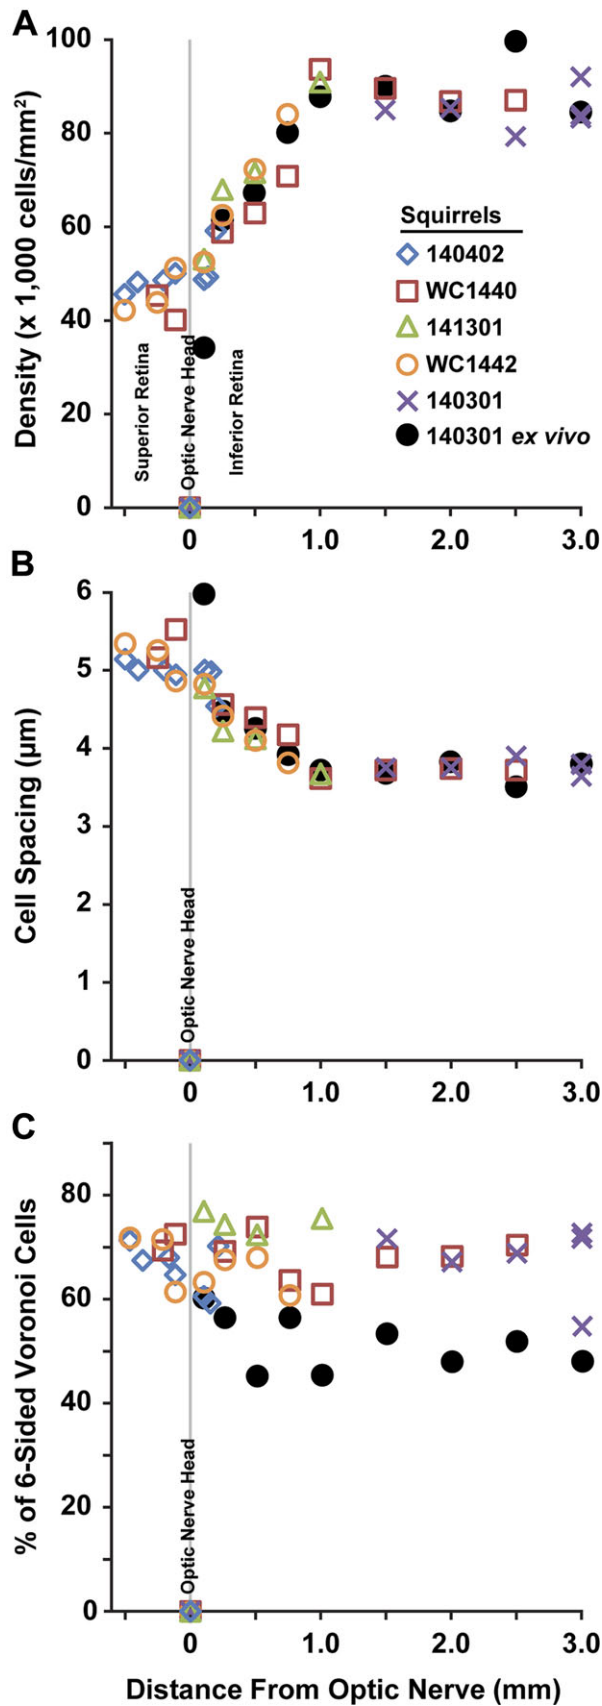 A
100
80
60
40
20
0
Density (x 1,000 cells/mm²)
Superior Retina
Optic Nerve Head
Inferior Retina
Squirrels
140402
WC1440
141301
WC1442
140301
140301 ex vivo
0 1.0 2.0 3.0
B
6
5
4
3
2
1
0
Cell Spacing (µm)
Optic Nerve Head
0 1.0 2.0 3.0
C
80
60
40
20
0
% of 6-Sided Voronoi Cells
Optic Nerve Head
0 1.0 2.0 3.0
Distance From Optic Nerve (mm)